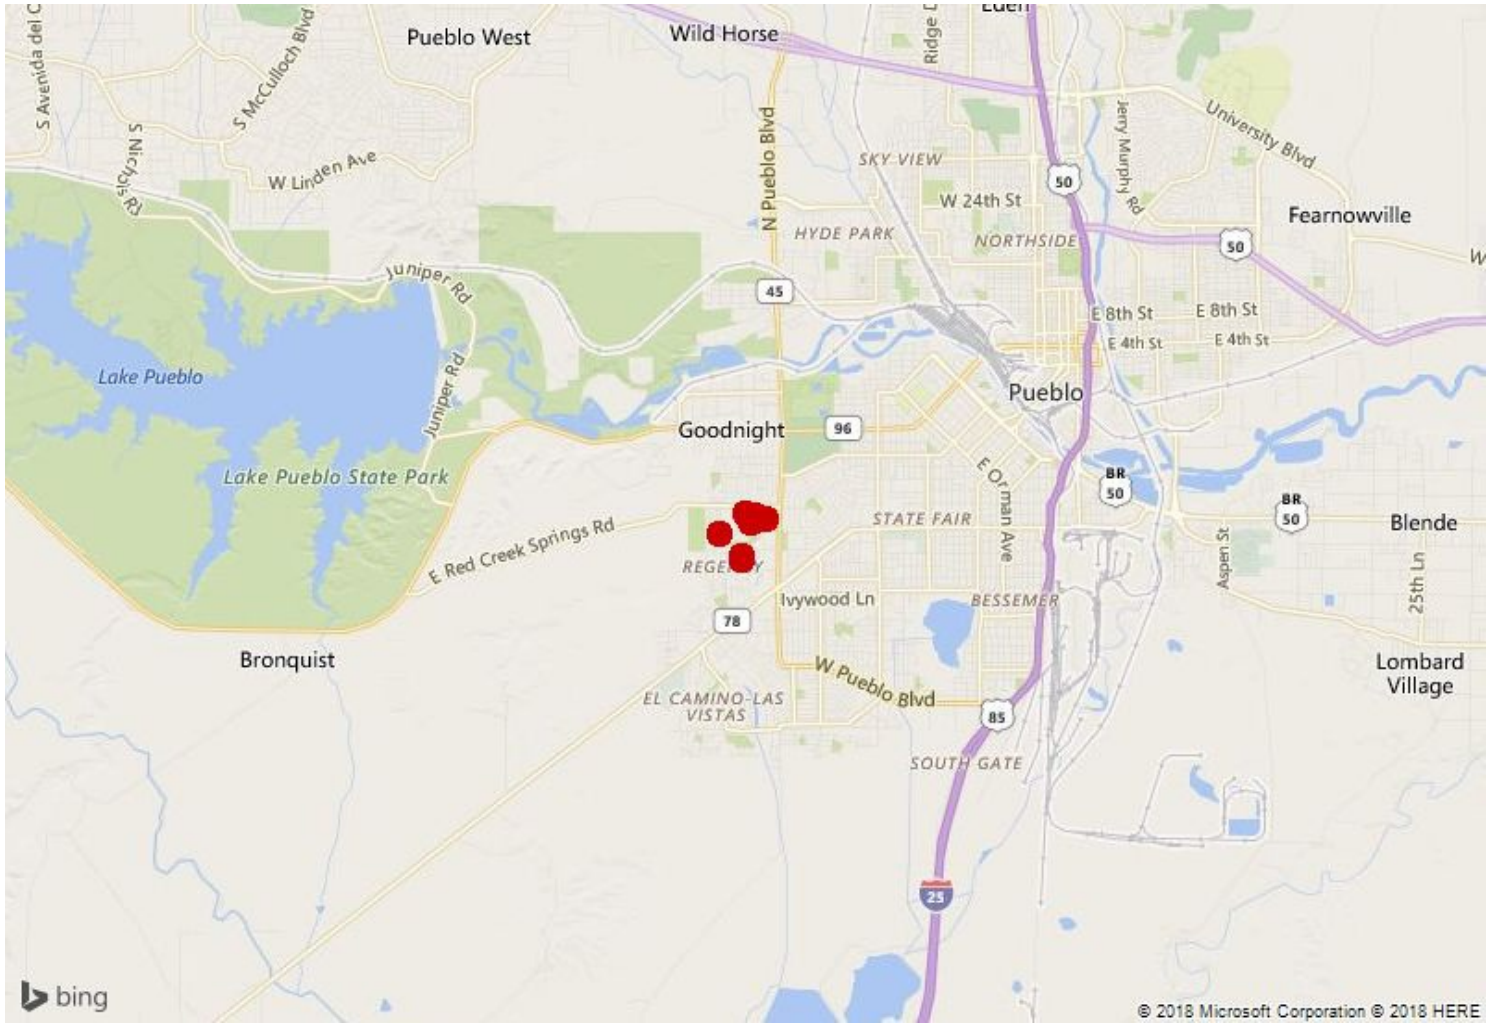 Eden
Pueblo West
Wild Horse
Ridge D
S Avenida del C
S McCulloch Blvd
S Nichols Rd
W Linden Ave
N Pueblo Blvd
Jerry Murphy Rd
University Blvd
SKY VIEW
50
W 24th St
Fearnowville
HYDE PARK
NORTHSIDE
50
W
Juniper Rd
45
E 8th St
E 8th St
E 4th St
E 4th St
Lake Pueblo
Juniper Rd
Pueblo
Goodnight
96
Lake Pueblo State Park
E Orman Ave
BR
50
BR
50
STATE FAIR
Blende
E Red Creek Springs Rd
Aspen St
25th Ln
Ivywood Ln
BESSEMER
78
Bronquist
Lombard
Village
W Pueblo Blvd
EL CAMINO-LAS
VISTAS
85
SOUTH GATE
25
bing
© 2018 Microsoft Corporation © 2018 HERE